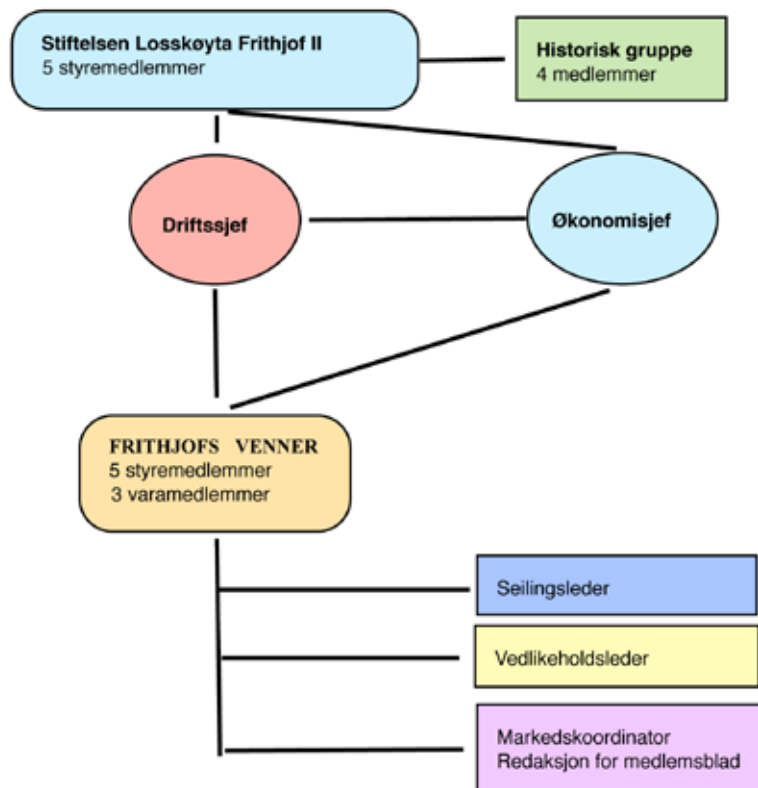 Stiftelsen Losskøyta Frithjof II
5 styremedlemmer
Historisk gruppe
4 medlemmer
Driftssjef
Økonomisjef
FRITHJOFS VENNER
5 styremedlemmer
3 varamedlemmer
Seilingsleder
Vedlikeholdsleder
Markedskoordinator
Redaksjon for medlemsblad